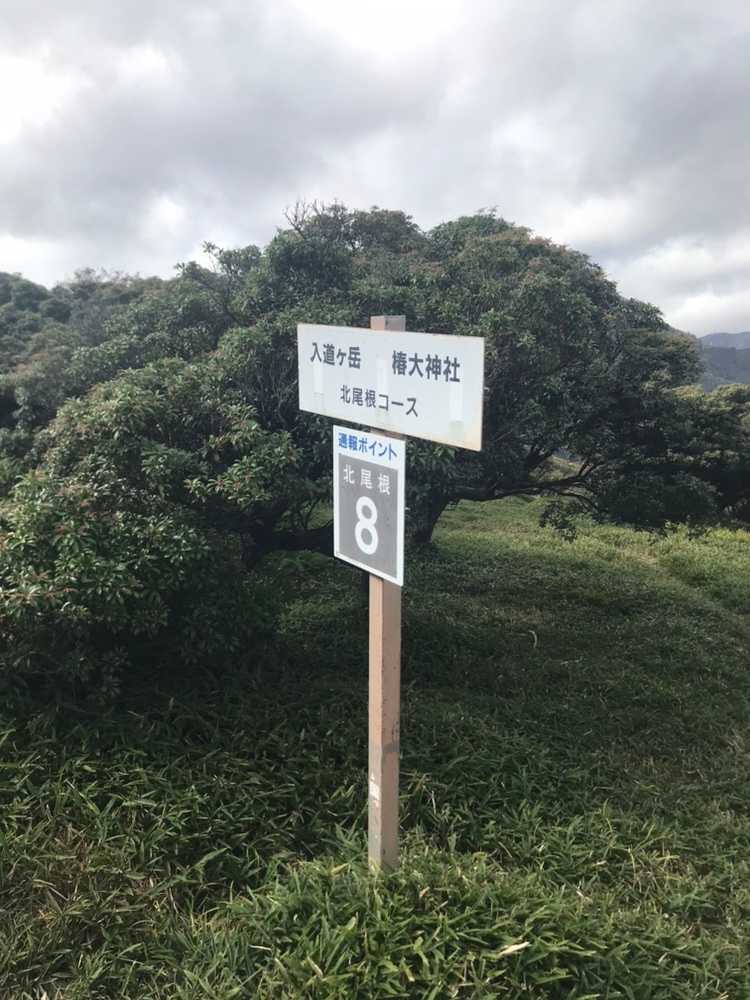 入道ヶ岳 椿大神社
北尾根コース
通報ポイント
北尾根
8